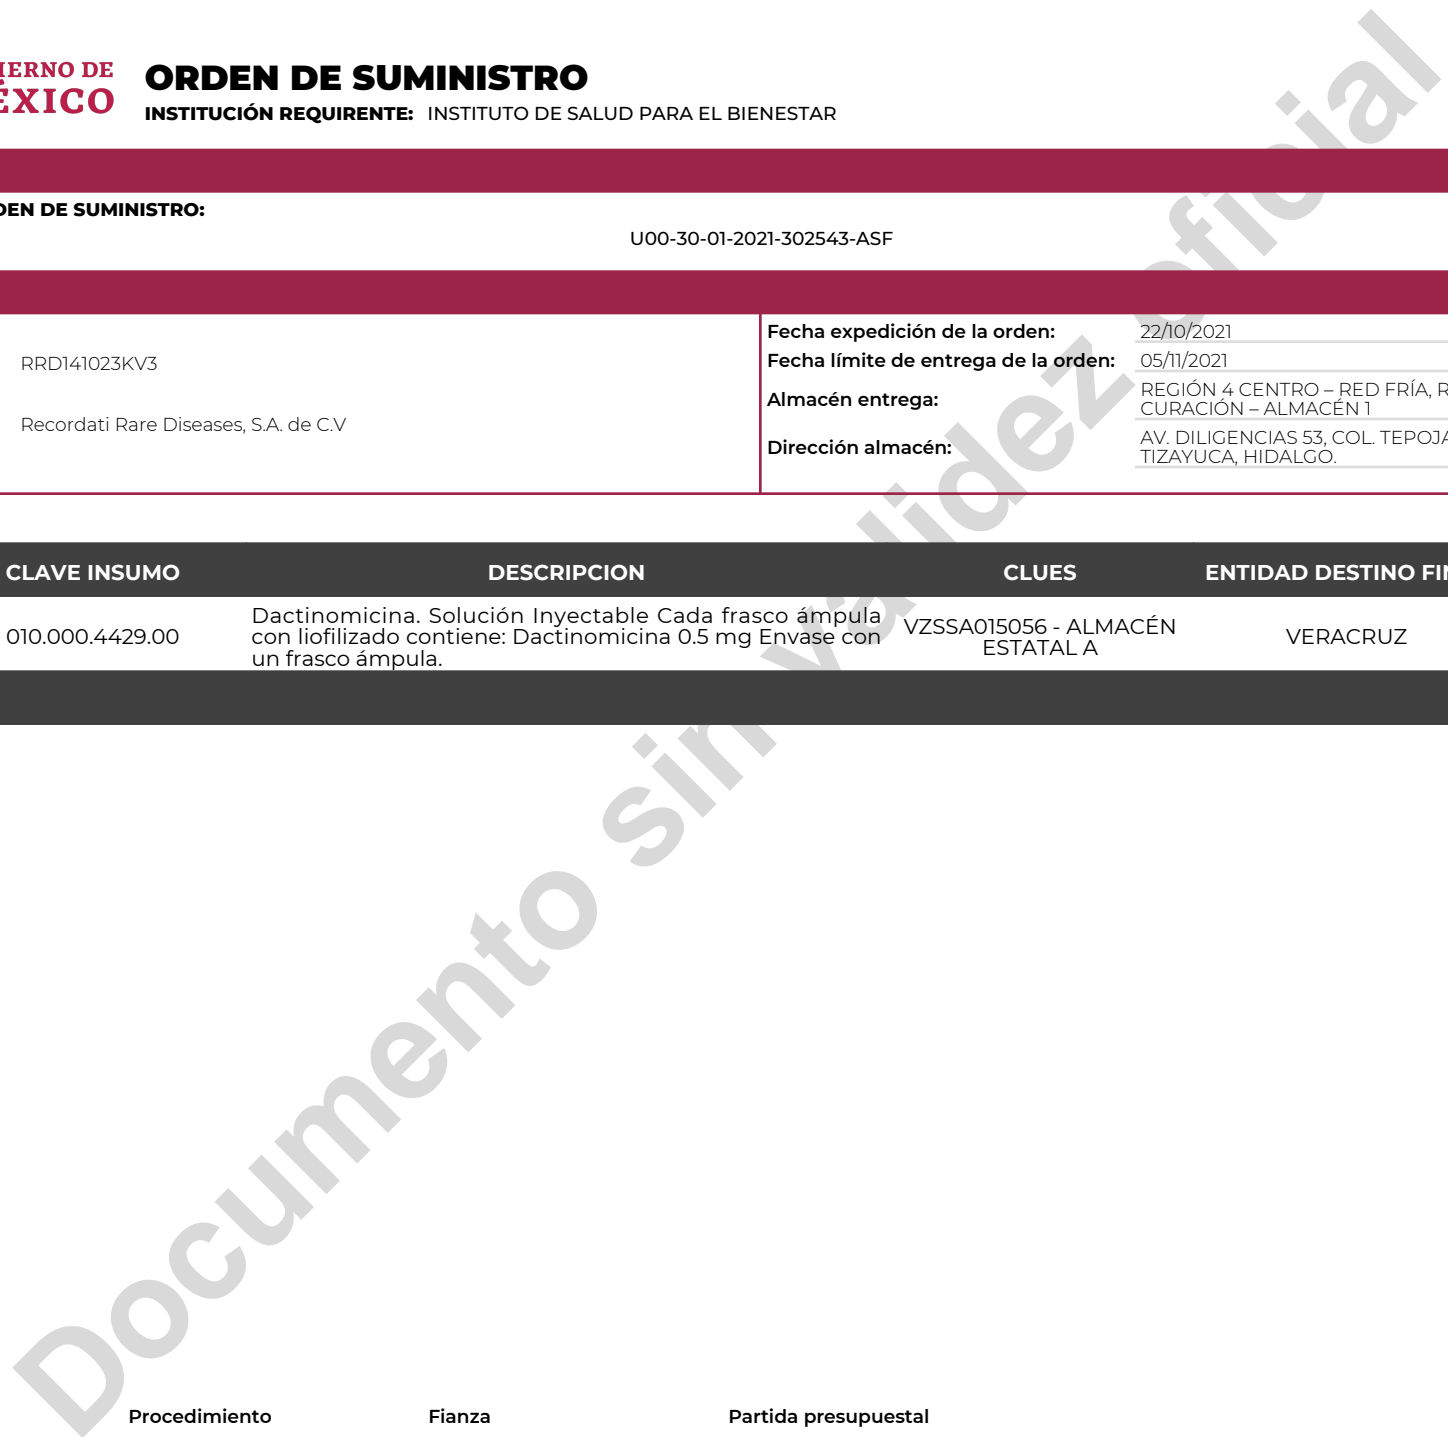 IERNO DE
ÉXICO
ORDEN DE SUMINISTRO
INSTITUCIÓN REQUIRENTE: INSTITUTO DE SALUD PARA EL BIENESTAR
DEN DE SUMINISTRO:
U00-30-01-2021-302543-ASF
RRD141023KV3
Recordati Rare Diseases, S.A. de C.V
Fecha expedición de la orden: 22/10/2021
Fecha límite de entrega de la orden: 05/11/2021
Almacén entrega: REGIÓN 4 CENTRO – RED FRÍA, R
CURACIÓN – ALMACÉN 1
Dirección almacén: AV. DILIGENCIAS 53, COL. TEPOJA
TIZAYUCA, HIDALGO.
CLAVE INSUMO DESCRIPCION CLUES ENTIDAD DESTINO FIN
010.000.4429.00
Dactinomicina. Solución Inyectable Cada frasco ámpula
con liofilizado contiene: Dactinomicina 0.5 mg Envase con
un frasco ámpula.
VZSSA015056 - ALMACÉN
ESTATAL A
VERACRUZ
Documento sin validez oficial
Procedimiento Fianza Partida presupuestal